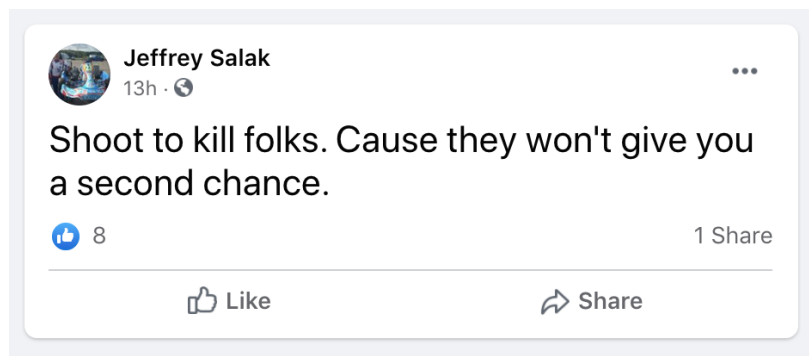 Jeffrey Salak
13h ·
Shoot to kill folks. Cause they won't give you
a second chance.
8
1 Share
Like
Share